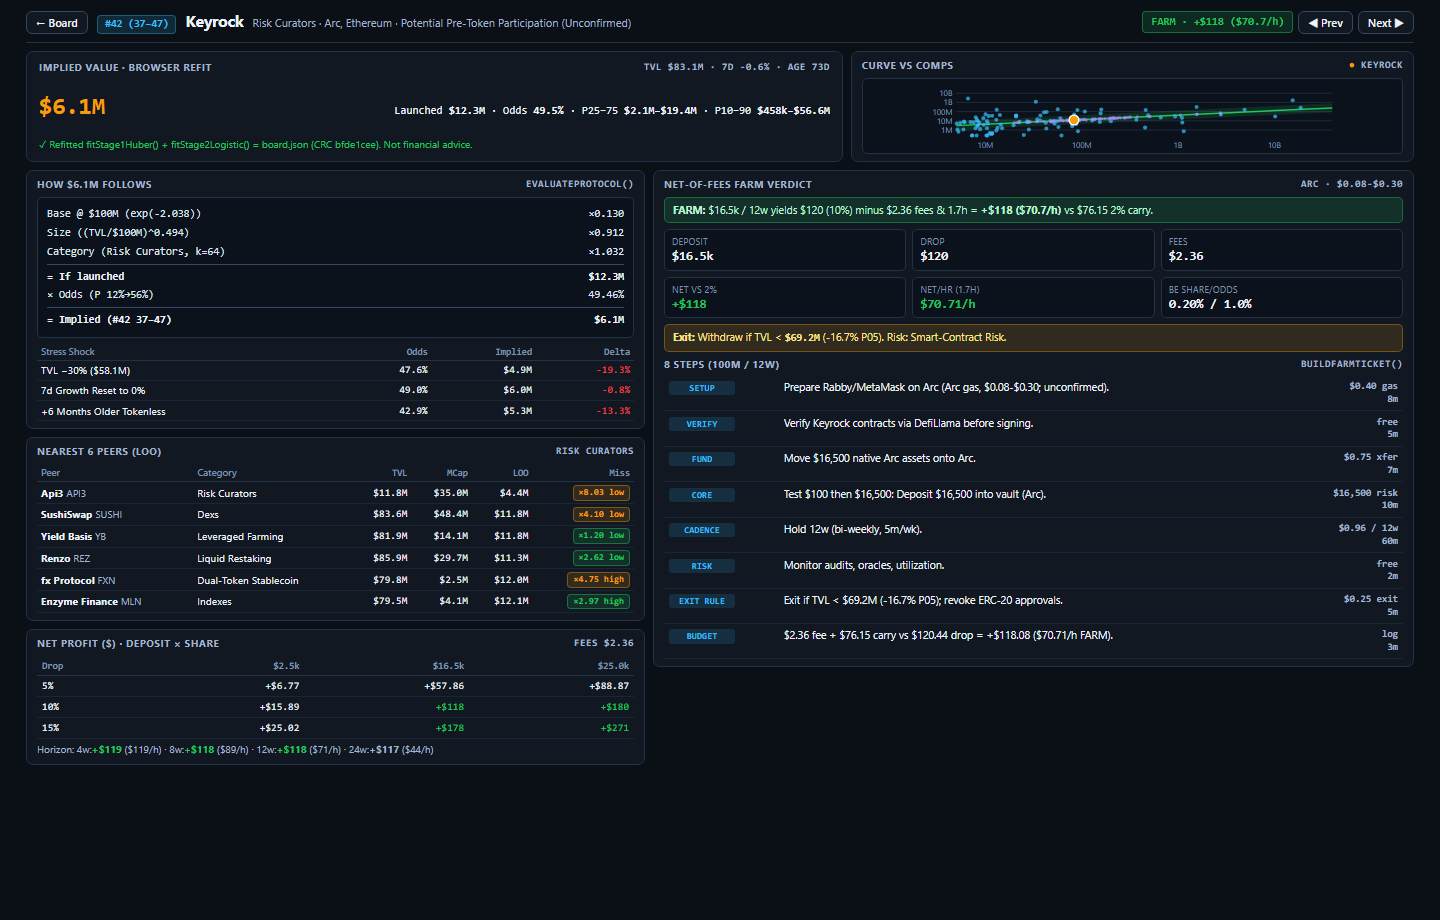 ← Board
#42 (37–47)
Keyrock
Risk Curators · Arc, Ethereum · Potential Pre-Token Participation (Unconfirmed)
FARM · +$118 ($70.7/h)
◀ Prev
Next ▶
IMPLIED VALUE · BROWSER REFIT
TVL $83.1M · 7D -0.6% · AGE 73D
$6.1M
Launched $12.3M · Odds 49.5% · P25–75 $2.1M–$19.4M · P10–90 $458k–$56.6M
✓ Refitted fitStage1Huber() + fitStage2Logistic() = board.json (CRC bfde1cee). Not financial advice.
CURVE VS COMPS
● KEYROCK
10B
1B
100M
10M
1M
10M 100M 1B 10B
HOW $6.1M FOLLOWS
EVALUATEPROTOCOL()
Base @ $100M (exp(-2.038)) ×0.130
Size ((TVL/$100M)^0.494) ×0.912
Category (Risk Curators, k=64) ×1.032
= If launched $12.3M
× Odds (P 12%→56%) 49.46%
= Implied (#42 37–47) $6.1M
Stress Shock Odds Implied Delta
TVL −30% ($58.1M) 47.6% $4.9M -19.3%
7d Growth Reset to 0% 49.0% $6.0M -0.8%
+6 Months Older Tokenless 42.9% $5.3M -13.3%
NEAREST 6 PEERS (LOO)
RISK CURATORS
Peer Category TVL MCap LOO Miss
Api3 API3 Risk Curators $11.8M $35.0M $4.4M ×8.03 low
SushiSwap SUSHI Dexs $83.6M $48.4M $11.8M ×4.10 low
Yield Basis YB Leveraged Farming $81.9M $14.1M $11.8M ×1.20 low
Renzo REZ Liquid Restaking $85.9M $29.7M $11.3M ×2.62 low
fx Protocol FXN Dual-Token Stablecoin $79.8M $2.5M $12.0M ×4.75 high
Enzyme Finance MLN Indexes $79.5M $4.1M $12.1M ×2.97 high
NET PROFIT ($) · DEPOSIT × SHARE
FEES $2.36
Drop $2.5k $16.5k $25.0k
5% +$6.77 +$57.86 +$88.87
10% +$15.89 +$118 +$180
15% +$25.02 +$178 +$271
Horizon: 4w:+$119 ($119/h) · 8w:+$118 ($89/h) · 12w:+$118 ($71/h) · 24w:+$117 ($44/h)
NET-OF-FEES FARM VERDICT
ARC · $0.08-$0.30
FARM: $16.5k / 12w yields $120 (10%) minus $2.36 fees & 1.7h = +$118 ($70.7/h) vs $76.15 2% carry.
DEPOSIT
$16.5k
DROP
$120
FEES
$2.36
NET VS 2%
+$118
NET/HR (1.7H)
$70.71/h
BE SHARE/ODDS
0.20% / 1.0%
Exit: Withdraw if TVL < $69.2M (-16.7% P05). Risk: Smart-Contract Risk.
8 STEPS (100M / 12W)
BUILDFARMTICKET()
SETUP Prepare Rabby/MetaMask on Arc (Arc gas, $0.08-$0.30; unconfirmed). $0.40 gas
8m
VERIFY Verify Keyrock contracts via DefiLlama before signing. free
5m
FUND Move $16,500 native Arc assets onto Arc. $0.75 xfer
7m
CORE Test $100 then $16,500: Deposit $16,500 into vault (Arc). $16,500 risk
10m
CADENCE Hold 12w (bi-weekly, 5m/wk). $0.96 / 12w
60m
RISK Monitor audits, oracles, utilization. free
2m
EXIT RULE Exit if TVL < $69.2M (-16.7% P05); revoke ERC-20 approvals. $0.25 exit
5m
BUDGET $2.36 fee + $76.15 carry vs $120.44 drop = +$118.08 ($70.71/h FARM). log
3m